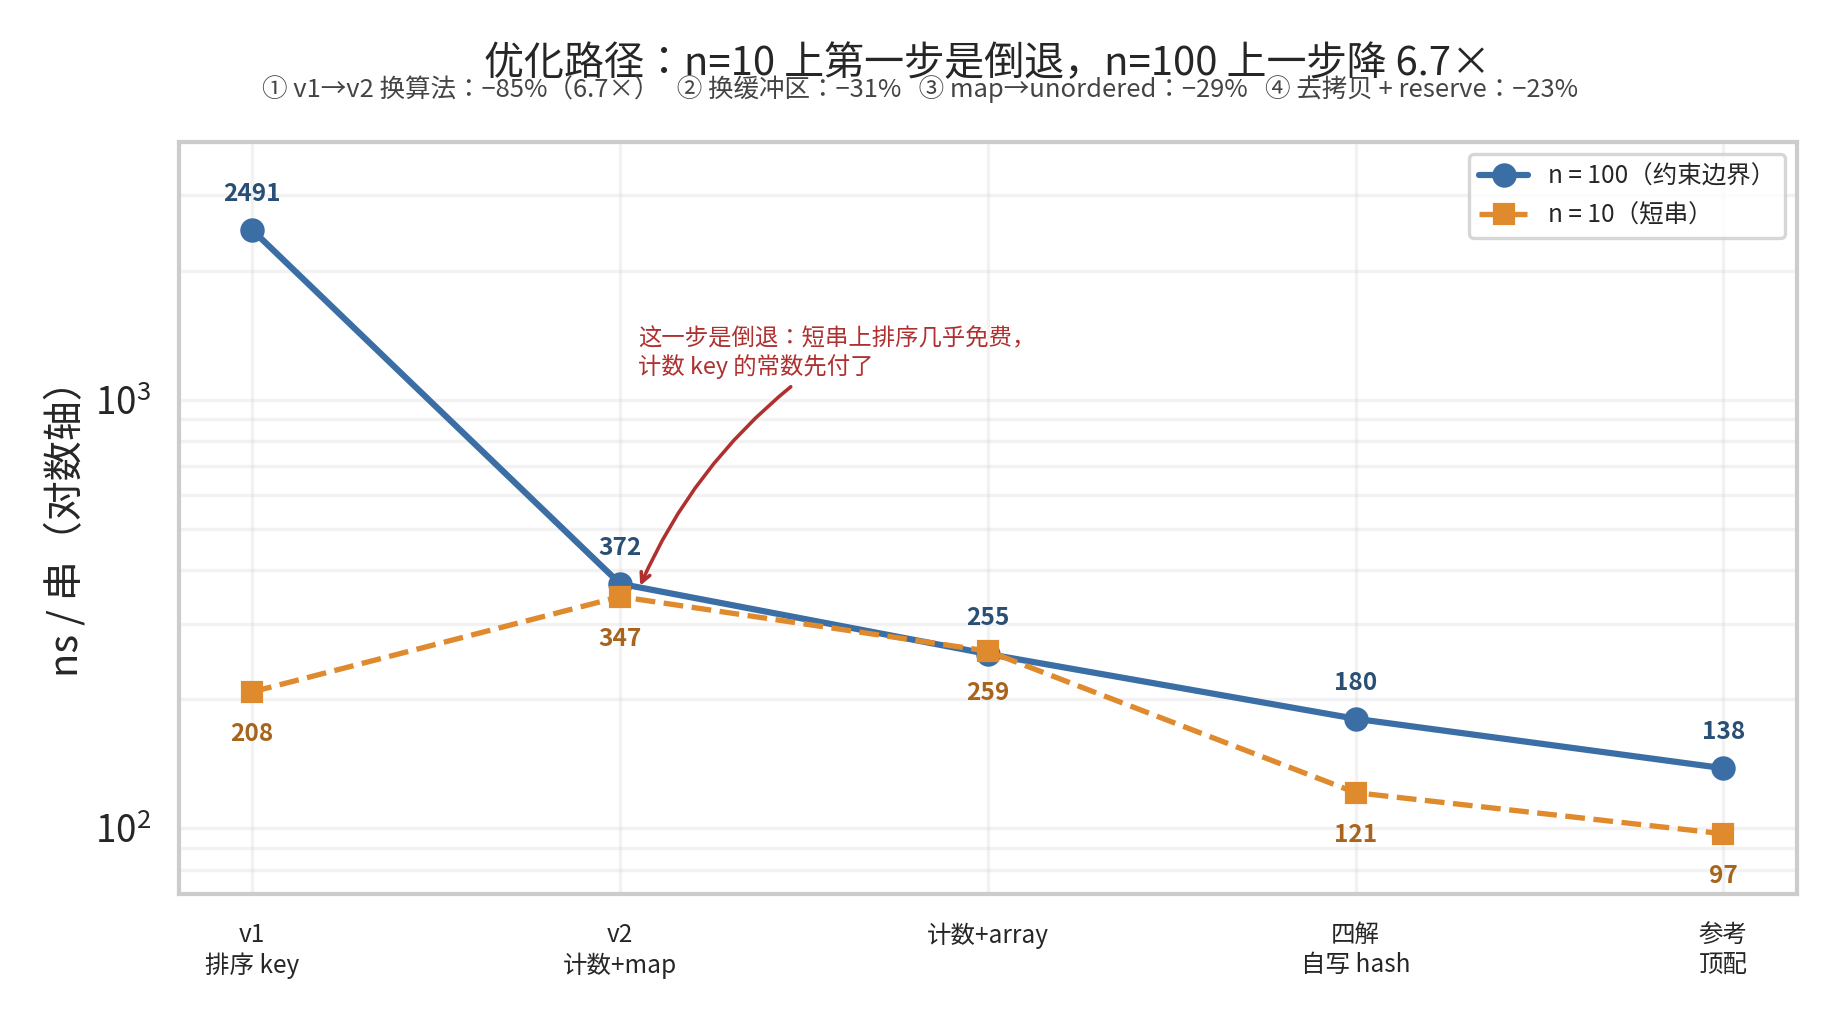 优化路径：n=10 上第一步是倒退，n=100 上一步降 6.7×
① v1→v2 换算法：−85%（6.7×） ② 换缓冲区：−31% ③ map→unordered：−29% ④ 去拷贝 + reserve：−23%
n = 100（约束边界）
n = 10（短串）
2491
这一步是倒退：短串上排序几乎免费，
计数 key 的常数先付了
ns / 串 （对数轴）
10³
10²
372
347
255
259
208
180
138
121
97
v1
排序 key
v2
计数+map
计数+array
四解
自写 hash
参考
顶配